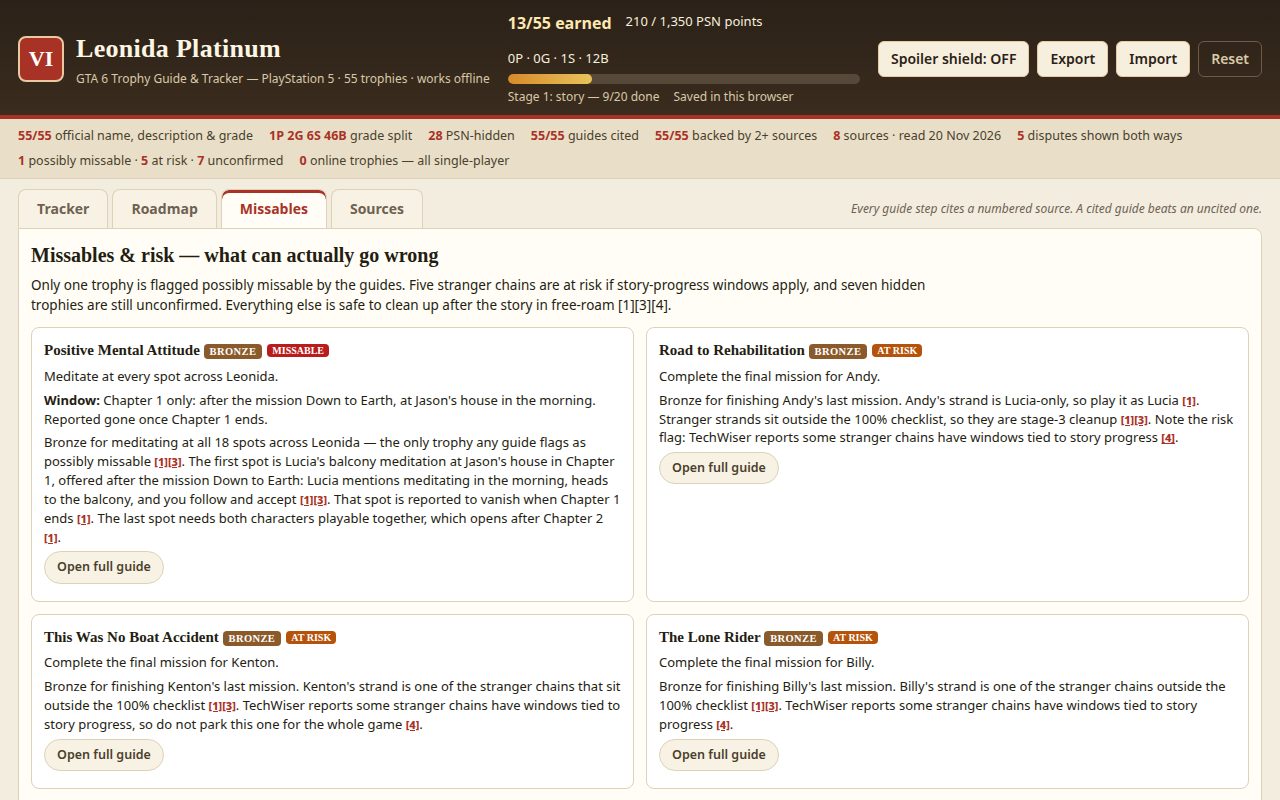 VI
Leonida Platinum
GTA 6 Trophy Guide & Tracker — PlayStation 5 · 55 trophies · works offline
13/55 earned 210 / 1,350 PSN points
0P · 0G · 1S · 12B
Stage 1: story — 9/20 done Saved in this browser
Spoiler shield: OFF Export Import Reset
55/55 official name, description & grade 1P 2G 6S 46B grade split 28 PSN-hidden 55/55 guides cited 55/55 backed by 2+ sources 8 sources · read 20 Nov 2026 5 disputes shown both ways
1 possibly missable · 5 at risk · 7 unconfirmed 0 online trophies — all single-player
Tracker Roadmap Missables Sources
Every guide step cites a numbered source. A cited guide beats an uncited one.
Missables & risk — what can actually go wrong
Only one trophy is flagged possibly missable by the guides. Five stranger chains are at risk if story-progress windows apply, and seven hidden
trophies are still unconfirmed. Everything else is safe to clean up after the story in free-roam [1][3][4].
Positive Mental Attitude BRONZE MISSABLE
Meditate at every spot across Leonida.
Window: Chapter 1 only: after the mission Down to Earth, at Jason's house in the morning.
Reported gone once Chapter 1 ends.
Bronze for meditating at all 18 spots across Leonida — the only trophy any guide flags as
possibly missable [1][3]. The first spot is Lucia's balcony meditation at Jason's house in Chapter
1, offered after the mission Down to Earth: Lucia mentions meditating in the morning, heads
to the balcony, and you follow and accept [1][3]. That spot is reported to vanish when Chapter 1
ends [1]. The last spot needs both characters playable together, which opens after Chapter 2
[1].
Open full guide
Road to Rehabilitation BRONZE AT RISK
Complete the final mission for Andy.
Bronze for finishing Andy's last mission. Andy's strand is Lucia-only, so play it as Lucia [1].
Stranger strands sit outside the 100% checklist, so they are stage-3 cleanup [1][3]. Note the risk
flag: TechWiser reports some stranger chains have windows tied to story progress [4].
Open full guide
This Was No Boat Accident BRONZE AT RISK
Complete the final mission for Kenton.
Bronze for finishing Kenton's last mission. Kenton's strand is one of the stranger chains that sit
outside the 100% checklist [1][3]. TechWiser reports some stranger chains have windows tied to
story progress, so do not park this one for the whole game [4].
Open full guide
The Lone Rider BRONZE AT RISK
Complete the final mission for Billy.
Bronze for finishing Billy's last mission. Billy's strand is one of the stranger chains outside the
100% checklist [1][3]. TechWiser reports some stranger chains have windows tied to story
progress [4].
Open full guide